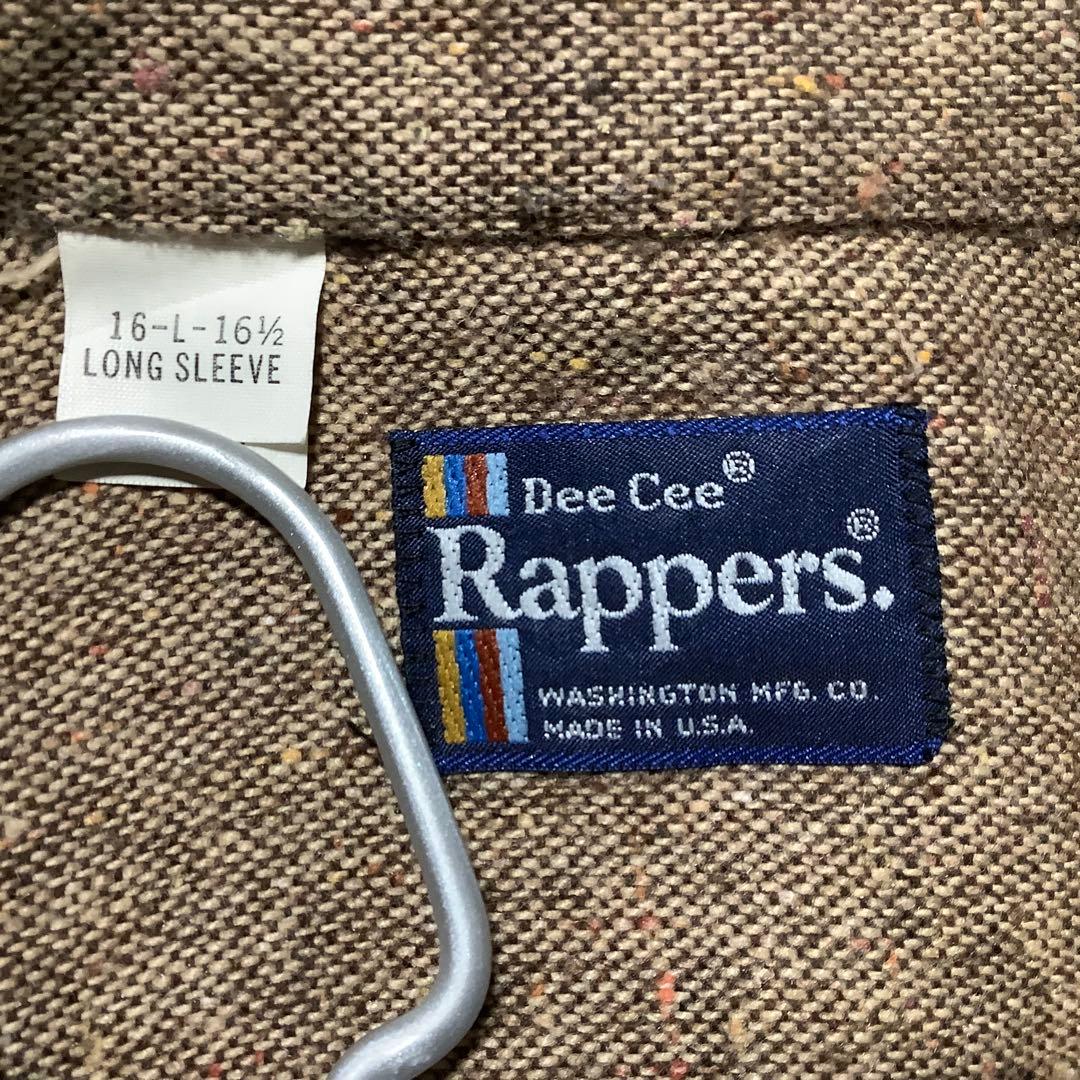 16-L-16½
LONG SLEEVE
Dee Cee®
Rappers.®
WASHINGTON MFG. CO.
MADE IN U.S.A.